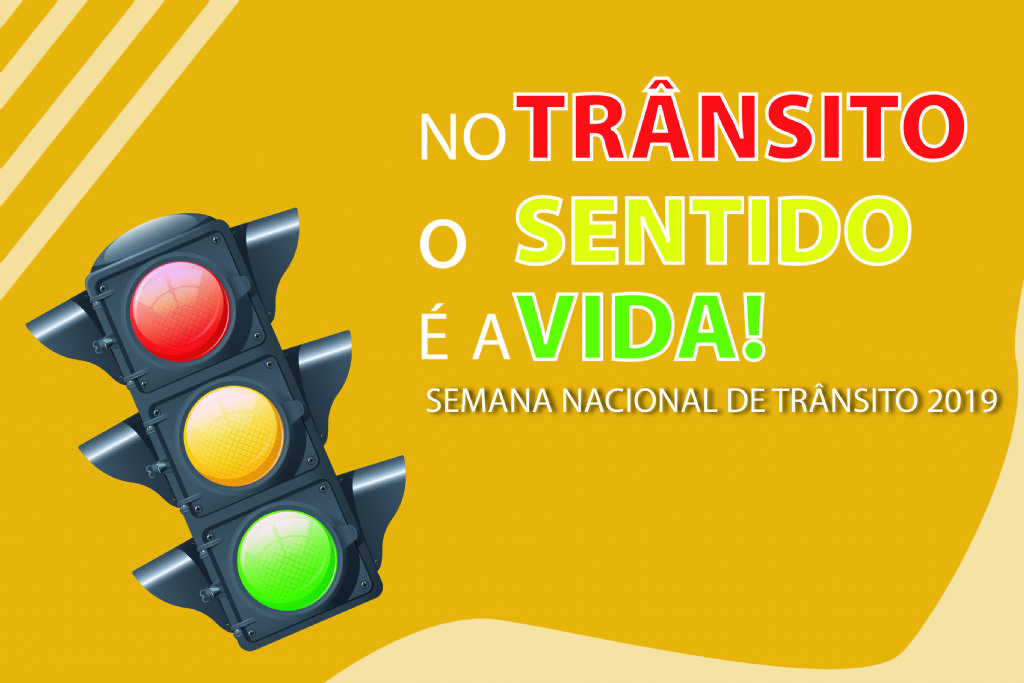 NO TRÂNSITO
O SENTIDO
É A VIDA!
SEMANA NACIONAL DE TRÂNSITO 2019